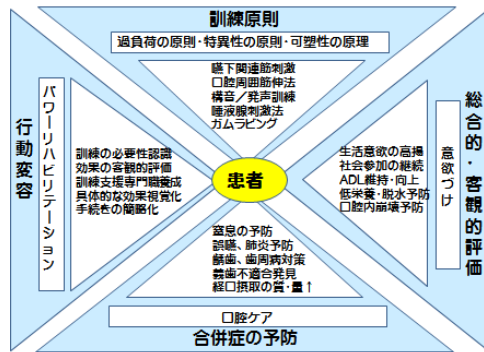 訓練原則
過負荷の原則・特異性の原則・可塑性の原理
嚥下関連筋刺激
口腔周囲筋伸法
構音／発声訓練
唾液腺刺激法
ガムラビング
行動変容
パワーリハビリテーション
訓練の必要性認識
効果の客観的評価
訓練支援専門職養成
具体的な効果視覚化
手続きの簡略化
患者
生活意欲の高揚
社会参加の継続
ADL維持・向上
低栄養・脱水予防
口腔内崩壊予防
意欲づけ
総合的・客観的評価
窒息の予防
誤嚥、肺炎予防
齲歯、歯周病対策
義歯不適合発見
経口摂取の質・量↑
口腔ケア
合併症の予防